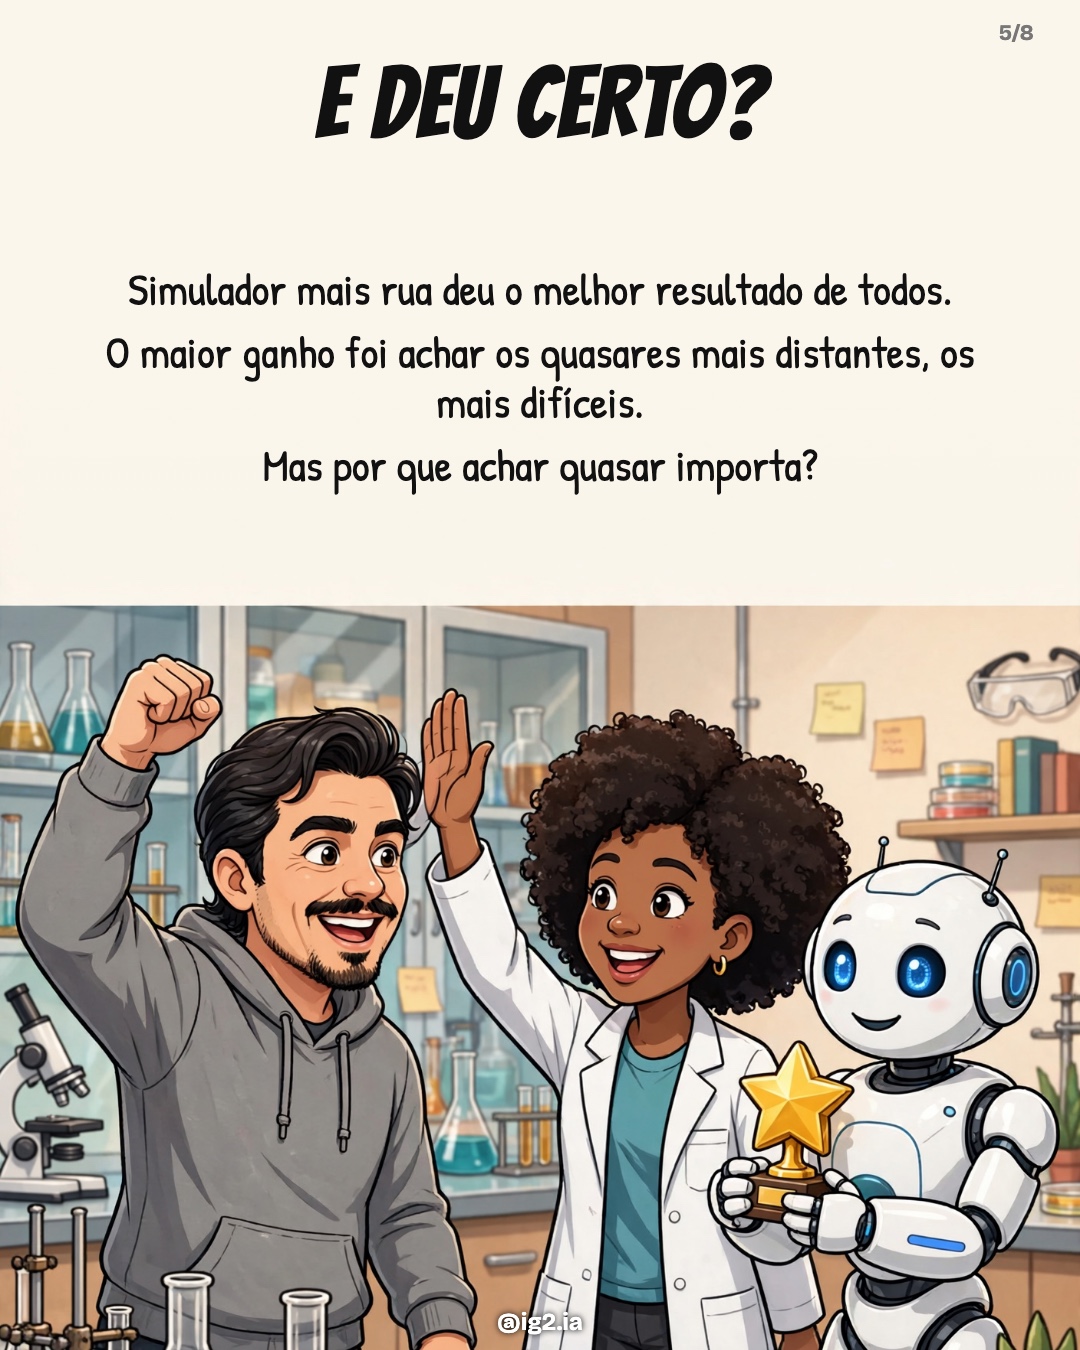 5/8
E DEU CERTO?
Simulador mais rua deu o melhor resultado de todos.
O maior ganho foi achar os quasares mais distantes, os
mais difíceis.
Mas por que achar quasar importa?
@ig2.ia